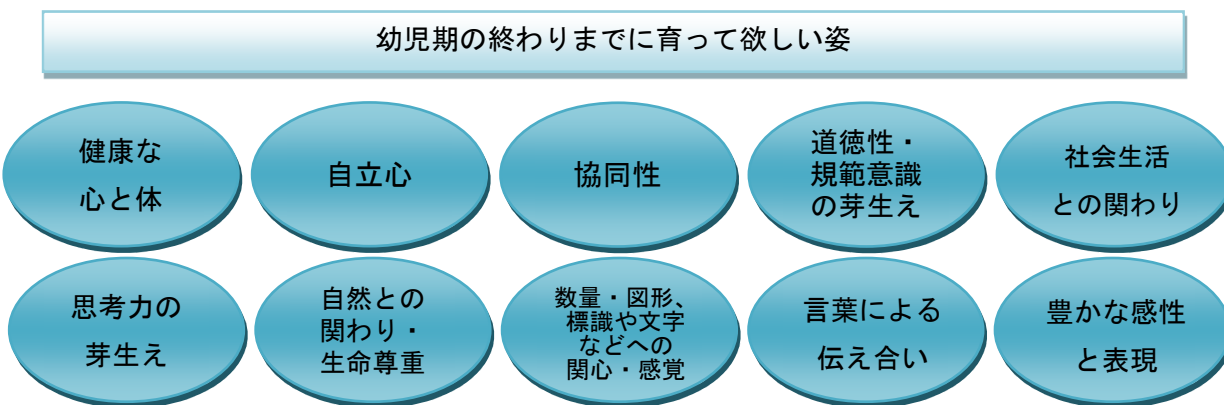 幼児期の終わりまでに育って欲しい姿
健康な
心と体
自立心
協同性
道徳性・
規範意識
の芽生え
社会生活
との関わり
思考力の
芽生え
自然との
関わり・
生命尊重
数量・図形、
標識や文字
などへの
関心・感覚
言葉による
伝え合い
豊かな感性
と表現